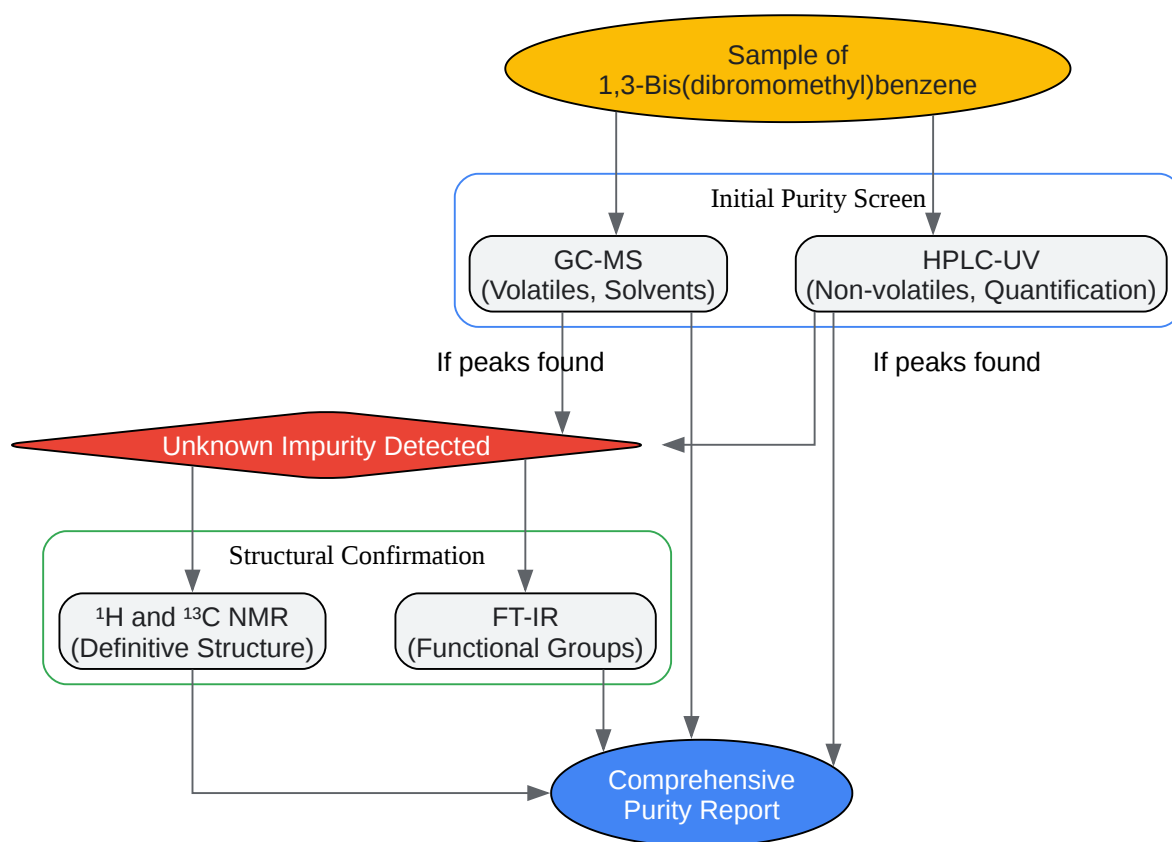 Sample of
1,3-Bis(dibromomethyl)benzene
Initial Purity Screen
GC-MS
(Volatiles, Solvents)
HPLC-UV
(Non-volatiles, Quantification)
If peaks found
If peaks found
Unknown Impurity Detected
Structural Confirmation
¹H and ¹³C NMR
(Definitive Structure)
FT-IR
(Functional Groups)
Comprehensive
Purity Report